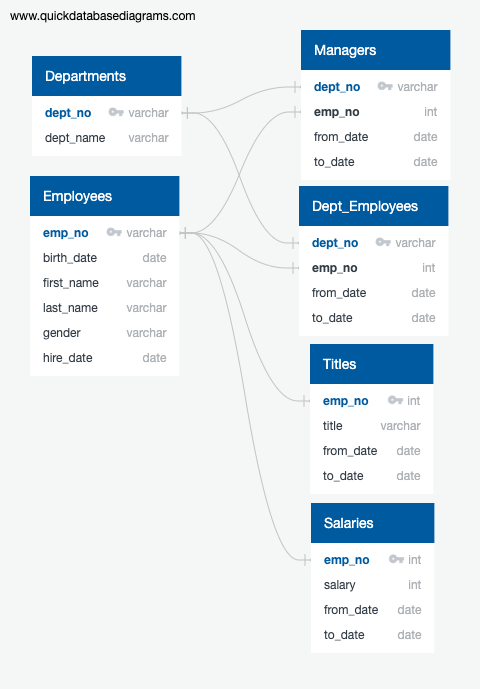 www.quickdatabasediagrams.com
Departments
dept_no varchar
dept_name varchar
Employees
emp_no varchar
birth_date date
first_name varchar
last_name varchar
gender varchar
hire_date date
Managers
dept_no varchar
emp_no int
from_date date
to_date date
Dept_Employees
dept_no varchar
emp_no int
from_date date
to_date date
Titles
emp_no int
title varchar
from_date date
to_date date
Salaries
emp_no int
salary int
from_date date
to_date date